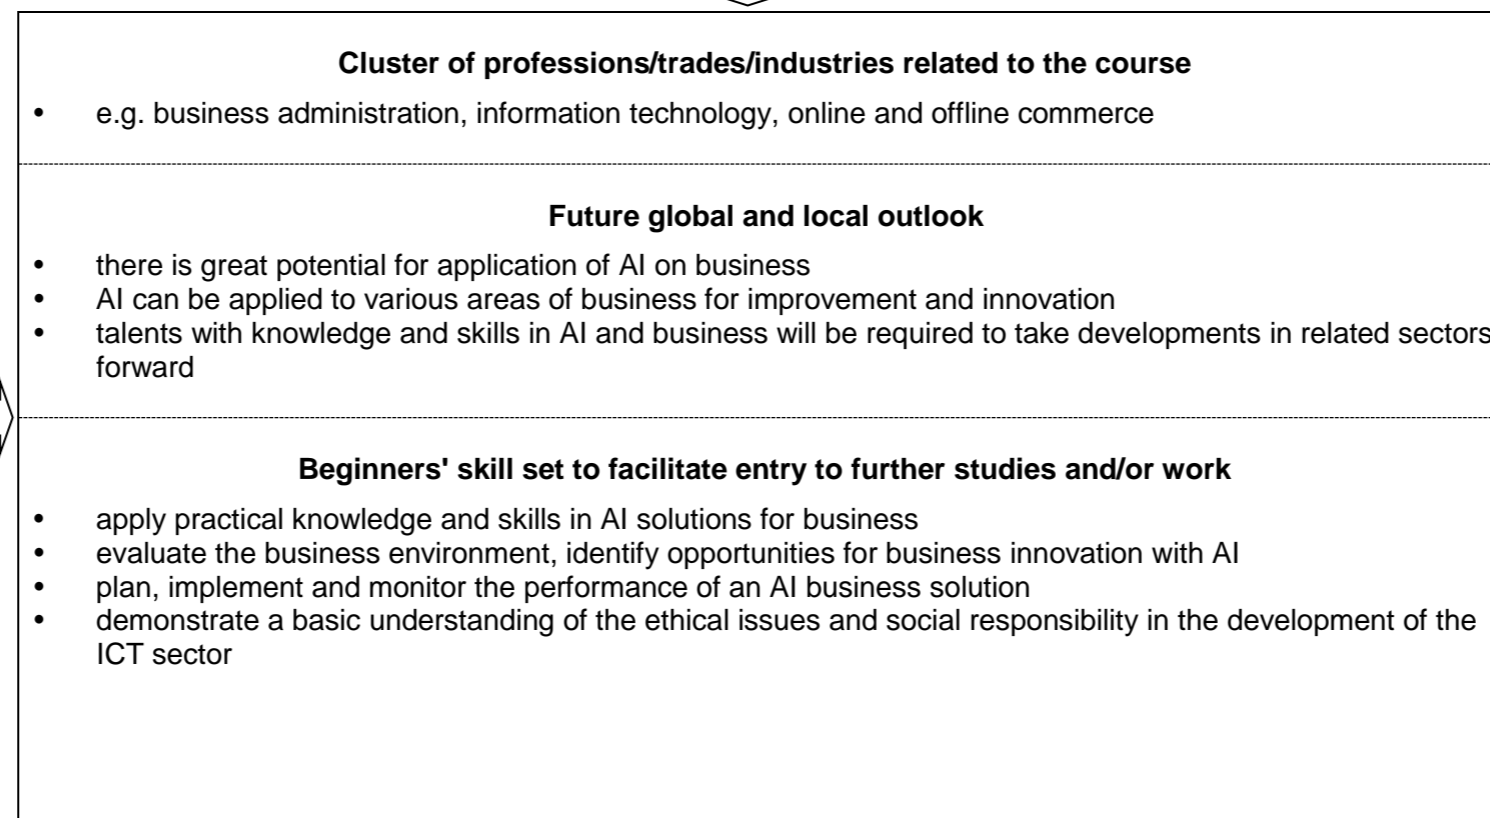 Cluster of professions/trades/industries related to the course
• e.g. business administration, information technology, online and offline commerce
Future global and local outlook
• there is great potential for application of AI on business
• AI can be applied to various areas of business for improvement and innovation
• talents with knowledge and skills in AI and business will be required to take developments in related sectors
forward
Beginners' skill set to facilitate entry to further studies and/or work
• apply practical knowledge and skills in AI solutions for business
• evaluate the business environment, identify opportunities for business innovation with AI
• plan, implement and monitor the performance of an AI business solution
• demonstrate a basic understanding of the ethical issues and social responsibility in the development of the
ICT sector